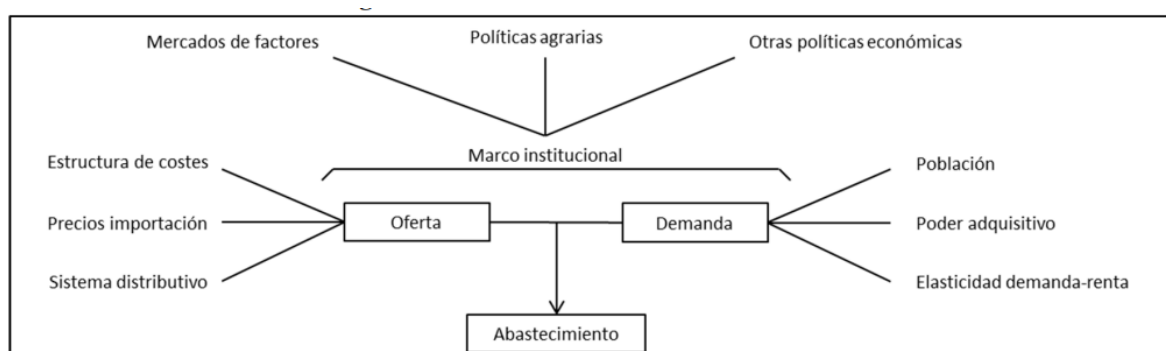 Mercados de factores
Políticas agrarias
Otras políticas económicas
Marco institucional
Estructura de costes
Precios importación
Sistema distributivo
Oferta
Demanda
Población
Poder adquisitivo
Elasticidad demanda-renta
Abastecimiento